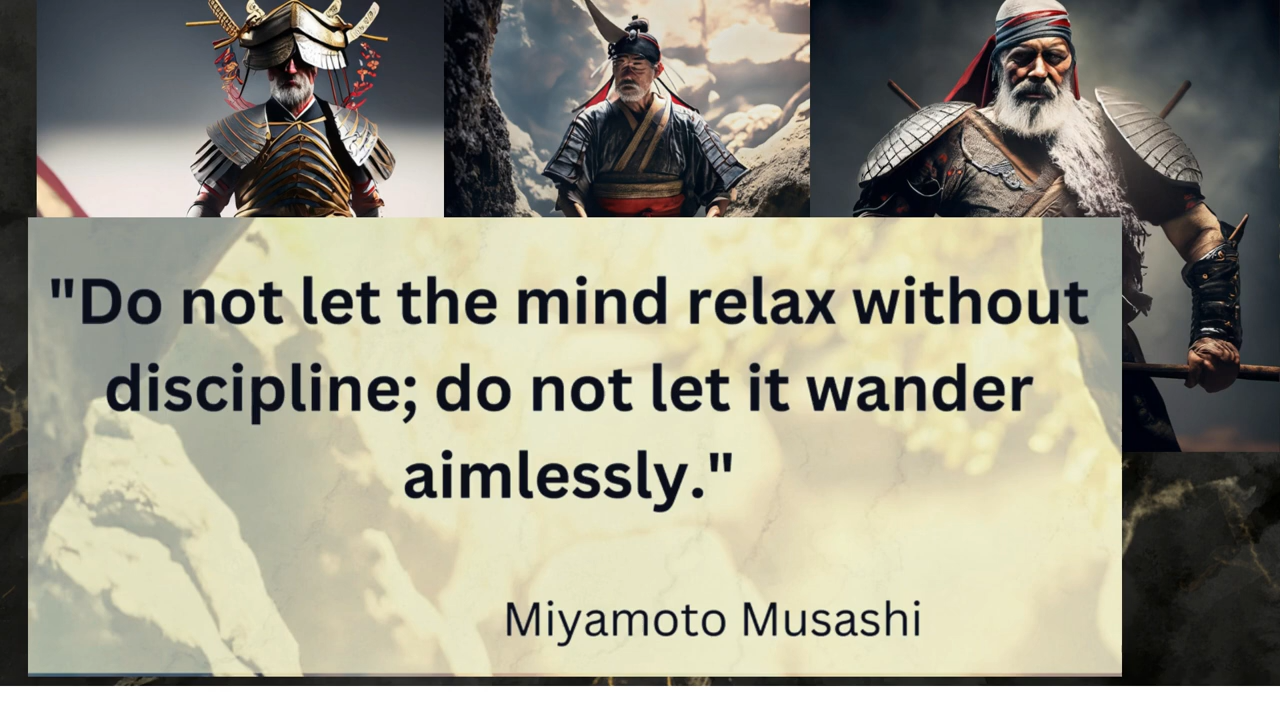 "Do not let the mind relax without
discipline; do not let it wander
aimlessly."
Miyamoto Musashi